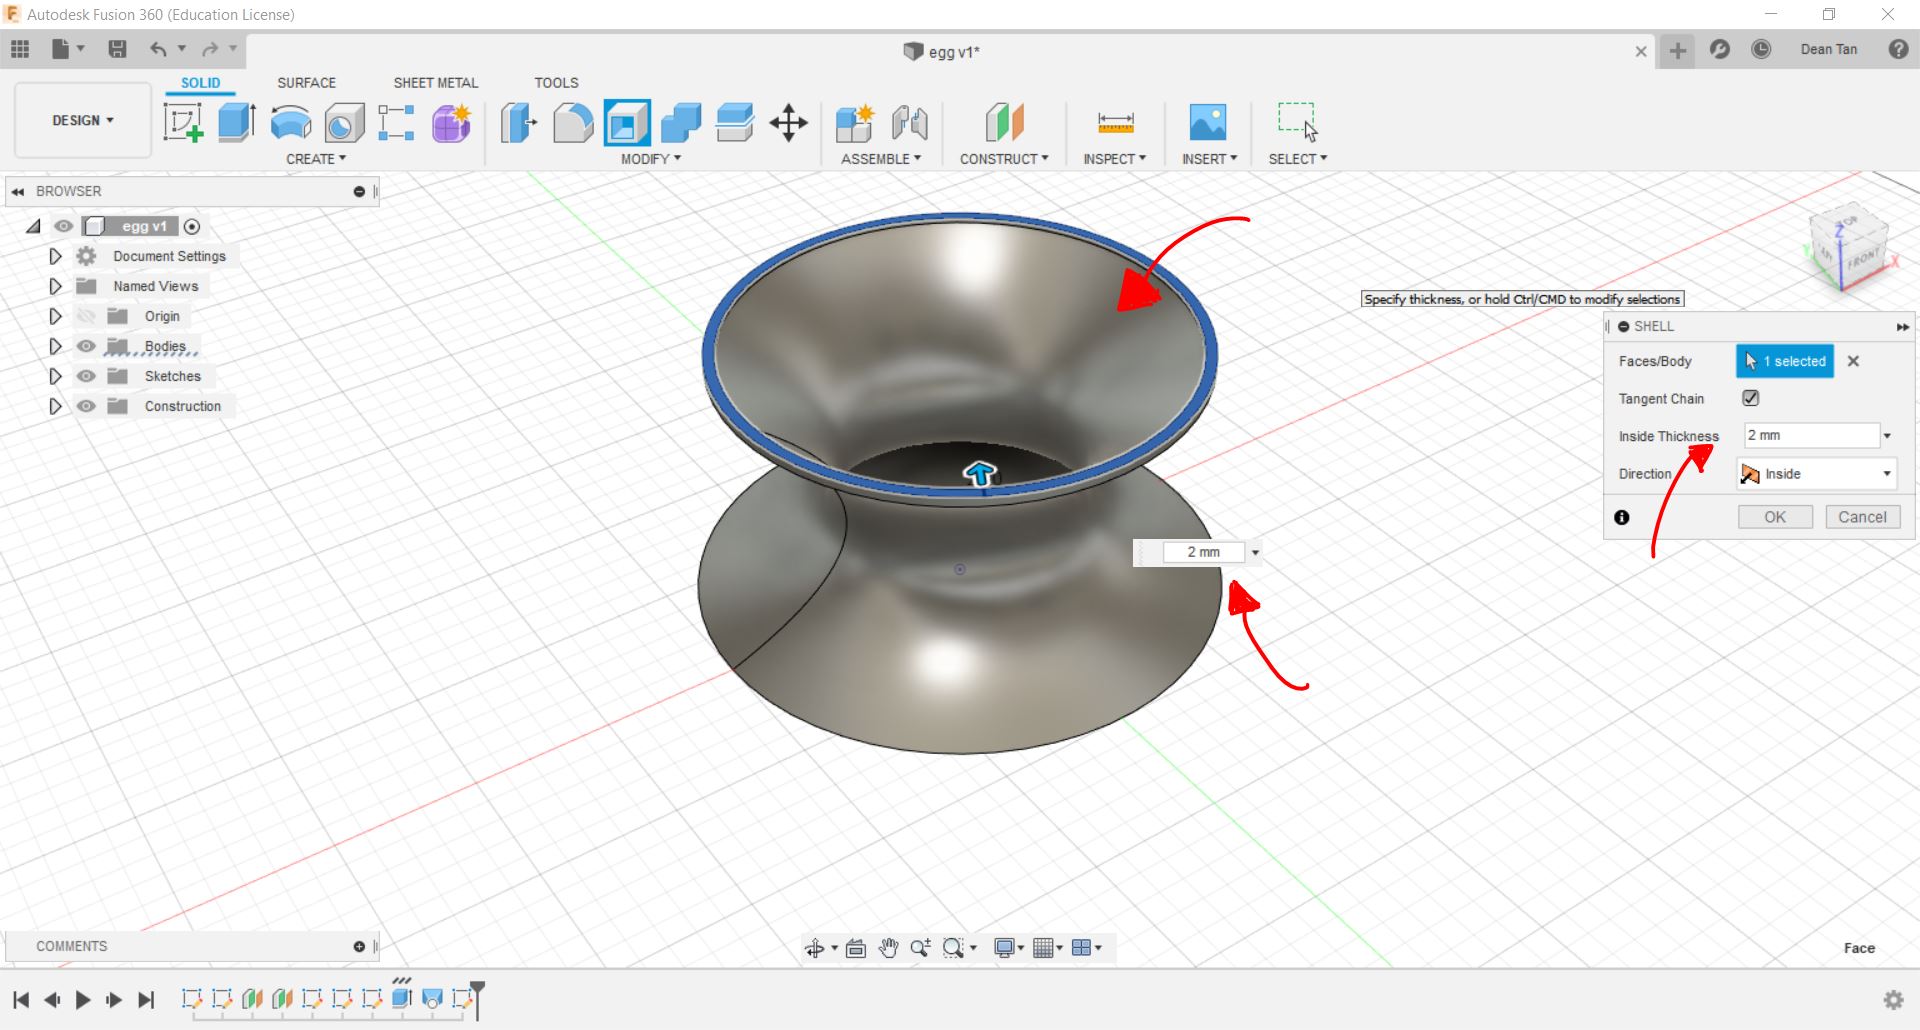 Autodesk Fusion 360 (Education License)
egg v1*
Dean Tan
SOLID
SURFACE
SHEET METAL
TOOLS
DESIGN
CREATE
MODIFY
ASSEMBLE
CONSTRUCT
INSPECT
INSERT
SELECT
BROWSER
egg v1
Document Settings
Named Views
Origin
Bodies
Sketches
Construction
TOP
FRONT
Z
Y
X
Specify thickness, or hold Ctrl/CMD to modify selections
SHELL
Faces/Body
1 selected
Tangent Chain
Inside Thickness
2 mm
Direction
Inside
OK
Cancel
2 mm
COMMENTS
Face